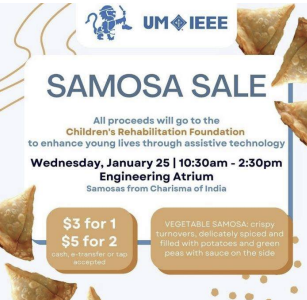 UM IEEE
SAMOSA SALE
All proceeds will go to the
Children's Rehabilitation Foundation
to enhance young lives through assistive technology
Wednesday, January 25 | 10:30am - 2:30pm
Engineering Atrium
Samosas from Charisma of India
$3 for 1
$5 for 2
cash, e-transfer or tap
accepted
VEGETABLE SAMOSA: crispy
turnovers, delicately spiced and
filled with potatoes and green
peas with sauce on the side